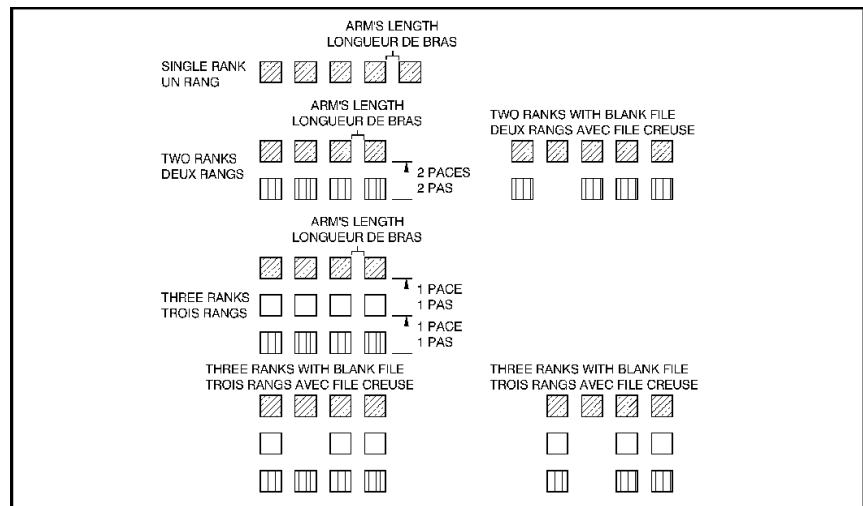 ARM'S LENGTH
LONGUEUR DE BRAS
SINGLE RANK
UN RANG
ARM'S LENGTH
LONGUEUR DE BRAS
TWO RANKS
DEUX RANGS
2 PACES
2 PAS
TWO RANKS WITH BLANK FILE
DEUX RANGS AVEC FILE CREUSE
ARM'S LENGTH
LONGUEUR DE BRAS
THREE RANKS
TROIS RANGS
1 PACE
1 PAS
1 PACE
1 PAS
THREE RANKS WITH BLANK FILE
TROIS RANGS AVEC FILE CREUSE
THREE RANKS WITH BLANK FILE
TROIS RANGS AVEC FILE CREUSE